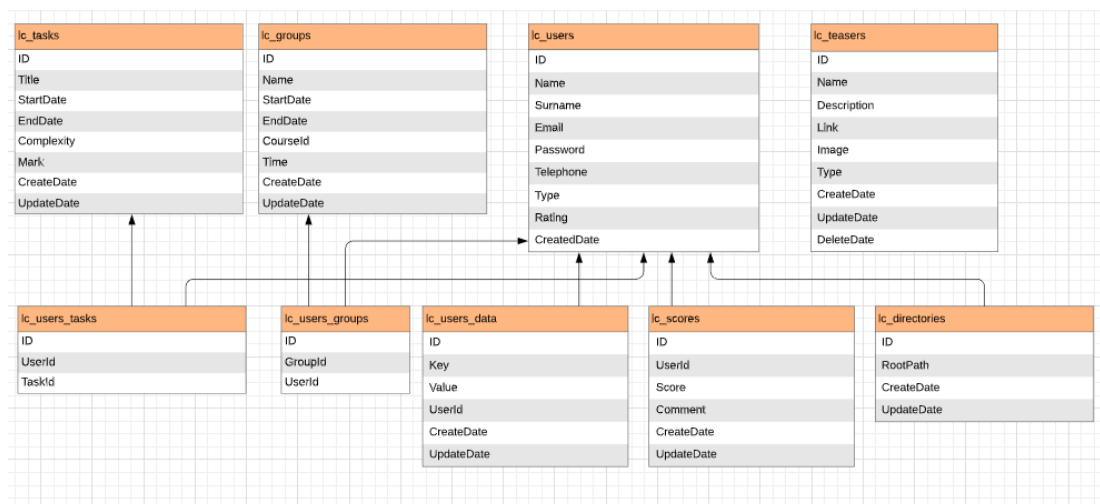 lc_tasks
ID
Title
StartDate
EndDate
Complexity
Mark
CreateDate
UpdateDate
lc_groups
ID
Name
StartDate
EndDate
CourseId
Time
CreateDate
UpdateDate
lc_users
ID
Name
Surname
Email
Password
Telephone
Type
Rating
CreatedDate
lc_teasers
ID
Name
Description
Link
Image
Type
CreateDate
UpdateDate
DeleteDate
lc_users_tasks
ID
UserId
TaskId
lc_users_groups
ID
GroupId
UserId
lc_users_data
ID
Key
Value
UserId
CreateDate
UpdateDate
lc_scores
ID
UserId
Score
Comment
CreateDate
UpdateDate
lc_directories
ID
RootPath
CreateDate
UpdateDate